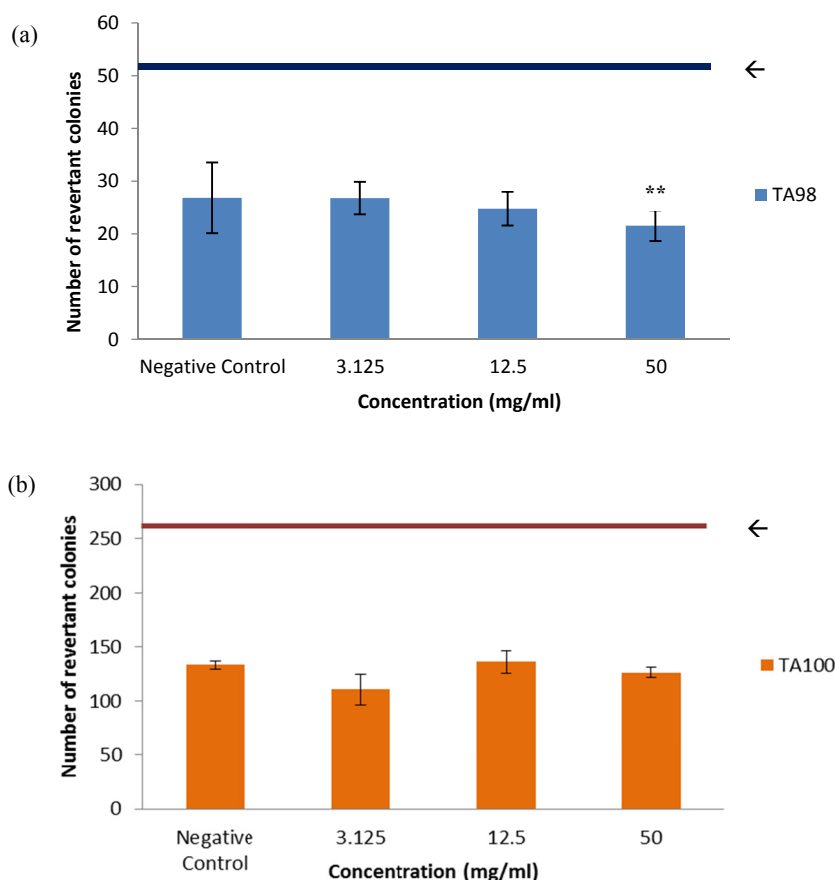 (a)
Number of revertant colonies
60
50
40
30
20
10
0
←
**
TA98
Negative Control 3.125 12.5 50
Concentration (mg/ml)
(b)
Number of revertant colonies
300
250
200
150
100
50
0
←
TA100
Negative Control 3.125 12.5 50
Concentration (mg/ml)